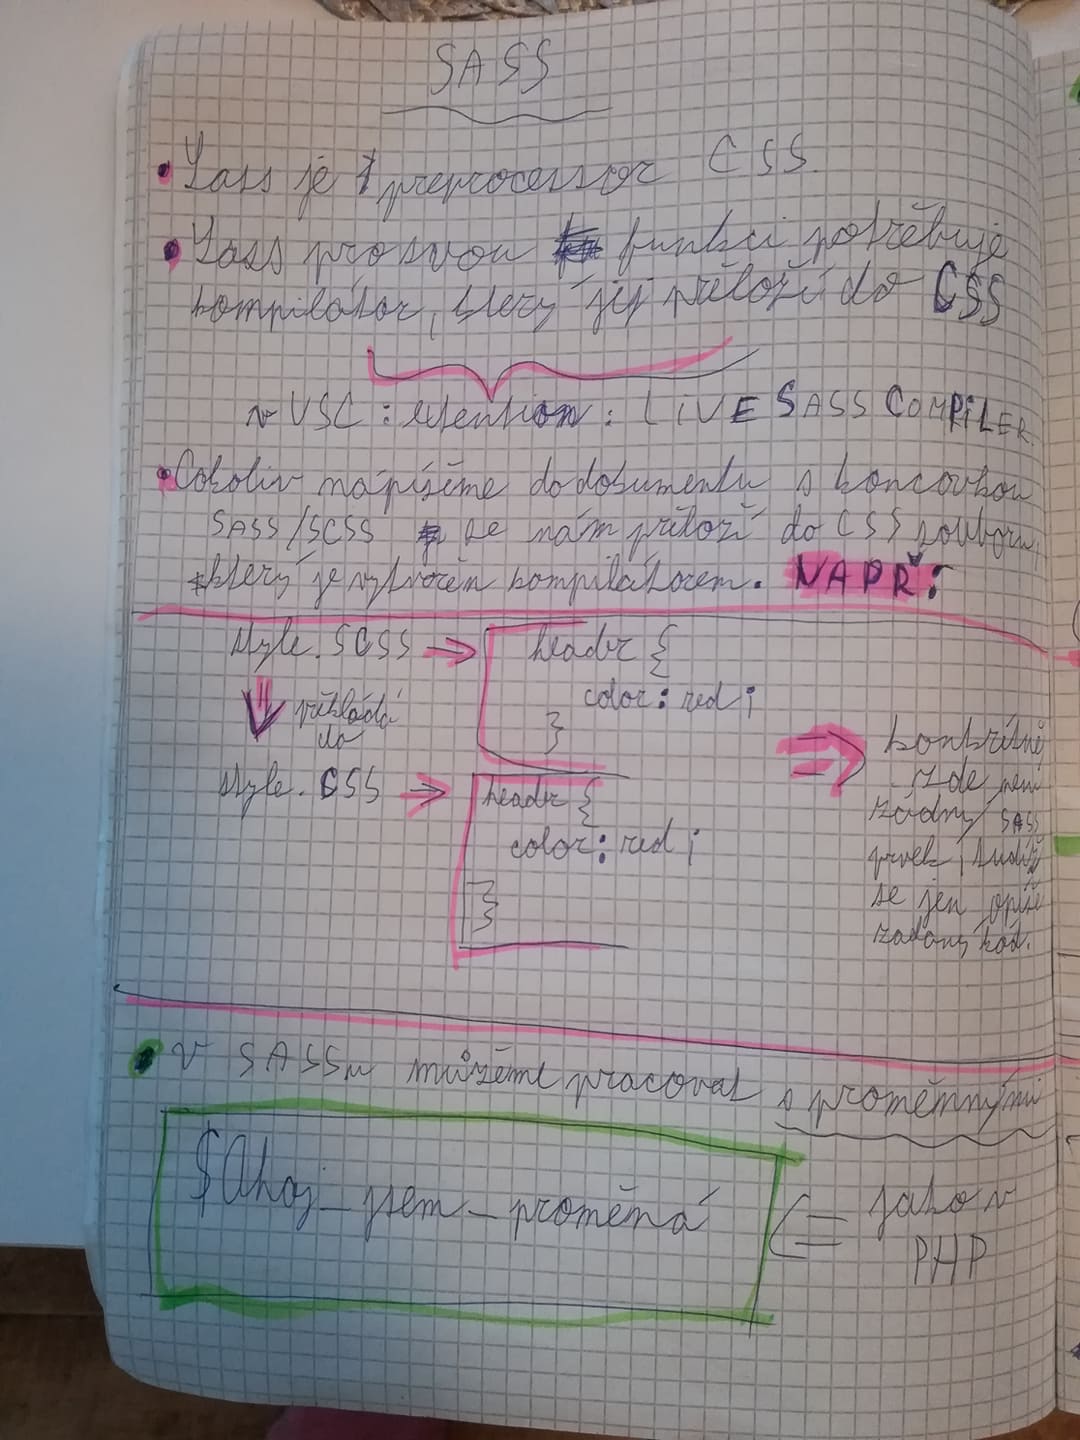 SASS
• Sass je preprocessor CSS.
• Sass pro svou funkci potřebuje
kompilátor, který jej přeloží do CSS
v VSC: extention: LIVE SASS COMPILER
• Cokoliv napíšeme do dokumentu s koncovkou
SASS/SCSS se nám přeloží do CSS souboru,
který je vytvořen kompilátorem. NAPŘ:
style.SCSS ⇒ header {
color: red;
}
překládá
do
style.CSS ⇒ header {
color: red;
}
⇒ konkrétně
zde není
žádný SASS
prvek, tudíž
se jen opíše
zadaný kód.
• v SASSu můžeme pracovat s proměnnými
$Ahoj_jsem_proměná
<= jako v
PHP